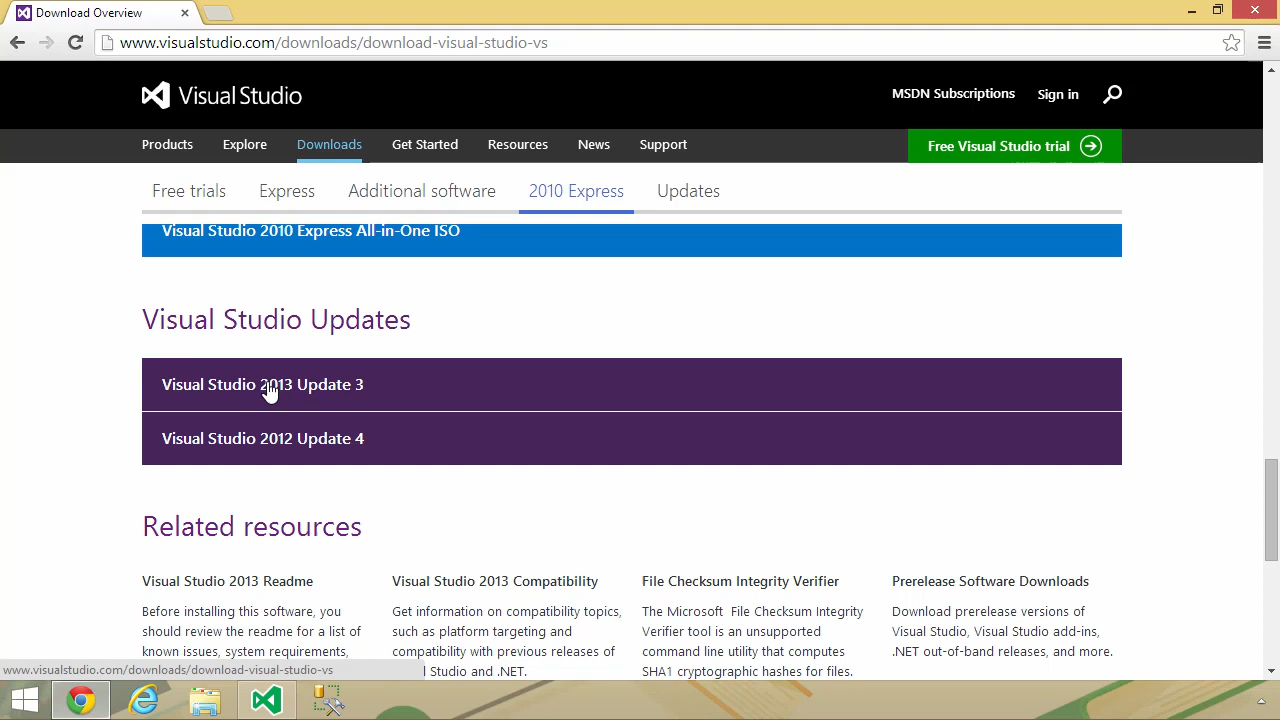 Download Overview
www.visualstudio.com/downloads/download-visual-studio-vs
Visual Studio
MSDN Subscriptions Sign in
Products Explore Downloads Get Started Resources News Support Free Visual Studio trial
Free trials Express Additional software 2010 Express Updates
Visual Studio 2010 Express All-in-One ISO
Visual Studio Updates
Visual Studio 2013 Update 3
Visual Studio 2012 Update 4
Related resources
Visual Studio 2013 Readme
Before installing this software, you
should review the readme for a list of
known issues, system requirements,
Visual Studio 2013 Compatibility
Get information on compatibility topics,
such as platform targeting and
compatibility with previous releases of
l Studio and .NET.
File Checksum Integrity Verifier
The Microsoft File Checksum Integrity
Verifier tool is an unsupported
command line utility that computes
SHA1 cryptographic hashes for files.
Prerelease Software Downloads
Download prerelease versions of
Visual Studio, Visual Studio add-ins,
.NET out-of-band releases, and more.
www.visualstudio.com/downloads/download-visual-studio-vs